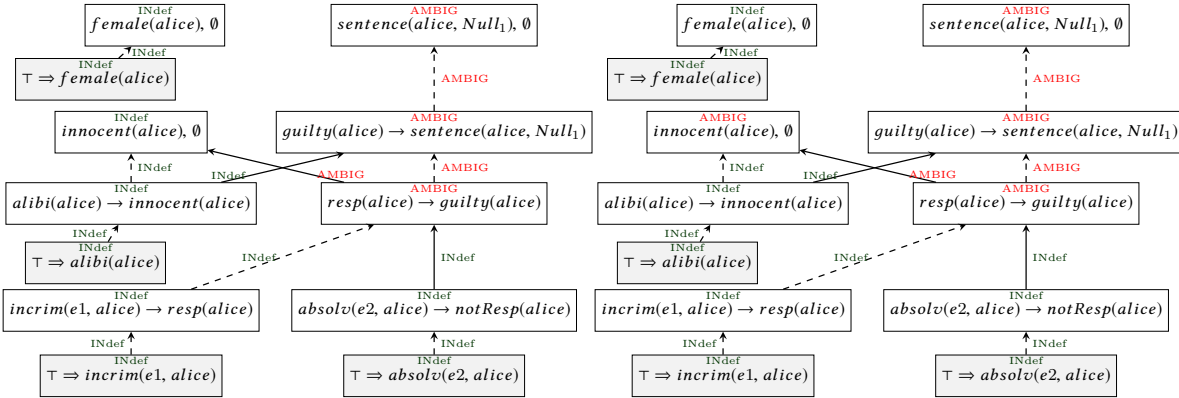 INdef AMBIG INdef AMBIG
female(alice), ∅ sentence(alice, Null₁), ∅ female(alice), ∅ sentence(alice, Null₁), ∅
INdef INdef
INdef INdef
⊤ ⇒ female(alice) AMBIG ⊤ ⇒ female(alice) AMBIG
INdef AMBIG AMBIG AMBIG
innocent(alice), ∅ guilty(alice) → sentence(alice, Null₁) innocent(alice), ∅ guilty(alice) → sentence(alice, Null₁)
INdef INdef AMBIG AMBIG INdef INdef AMBIG AMBIG
INdef AMBIG INdef AMBIG
alibi(alice) → innocent(alice) resp(alice) → guilty(alice) alibi(alice) → innocent(alice) resp(alice) → guilty(alice)
INdef INdef
INdef INdef
⊤ ⇒ alibi(alice) INdef INdef ⊤ ⇒ alibi(alice) INdef INdef
INdef INdef INdef INdef
incrim(e1, alice) → resp(alice) absolv(e2, alice) → notResp(alice) incrim(e1, alice) → resp(alice) absolv(e2, alice) → notResp(alice)
INdef INdef INdef INdef
INdef INdef INdef INdef
⊤ ⇒ incrim(e1, alice) ⊤ ⇒ absolv(e2, alice) ⊤ ⇒ incrim(e1, alice) ⊤ ⇒ absolv(e2, alice)